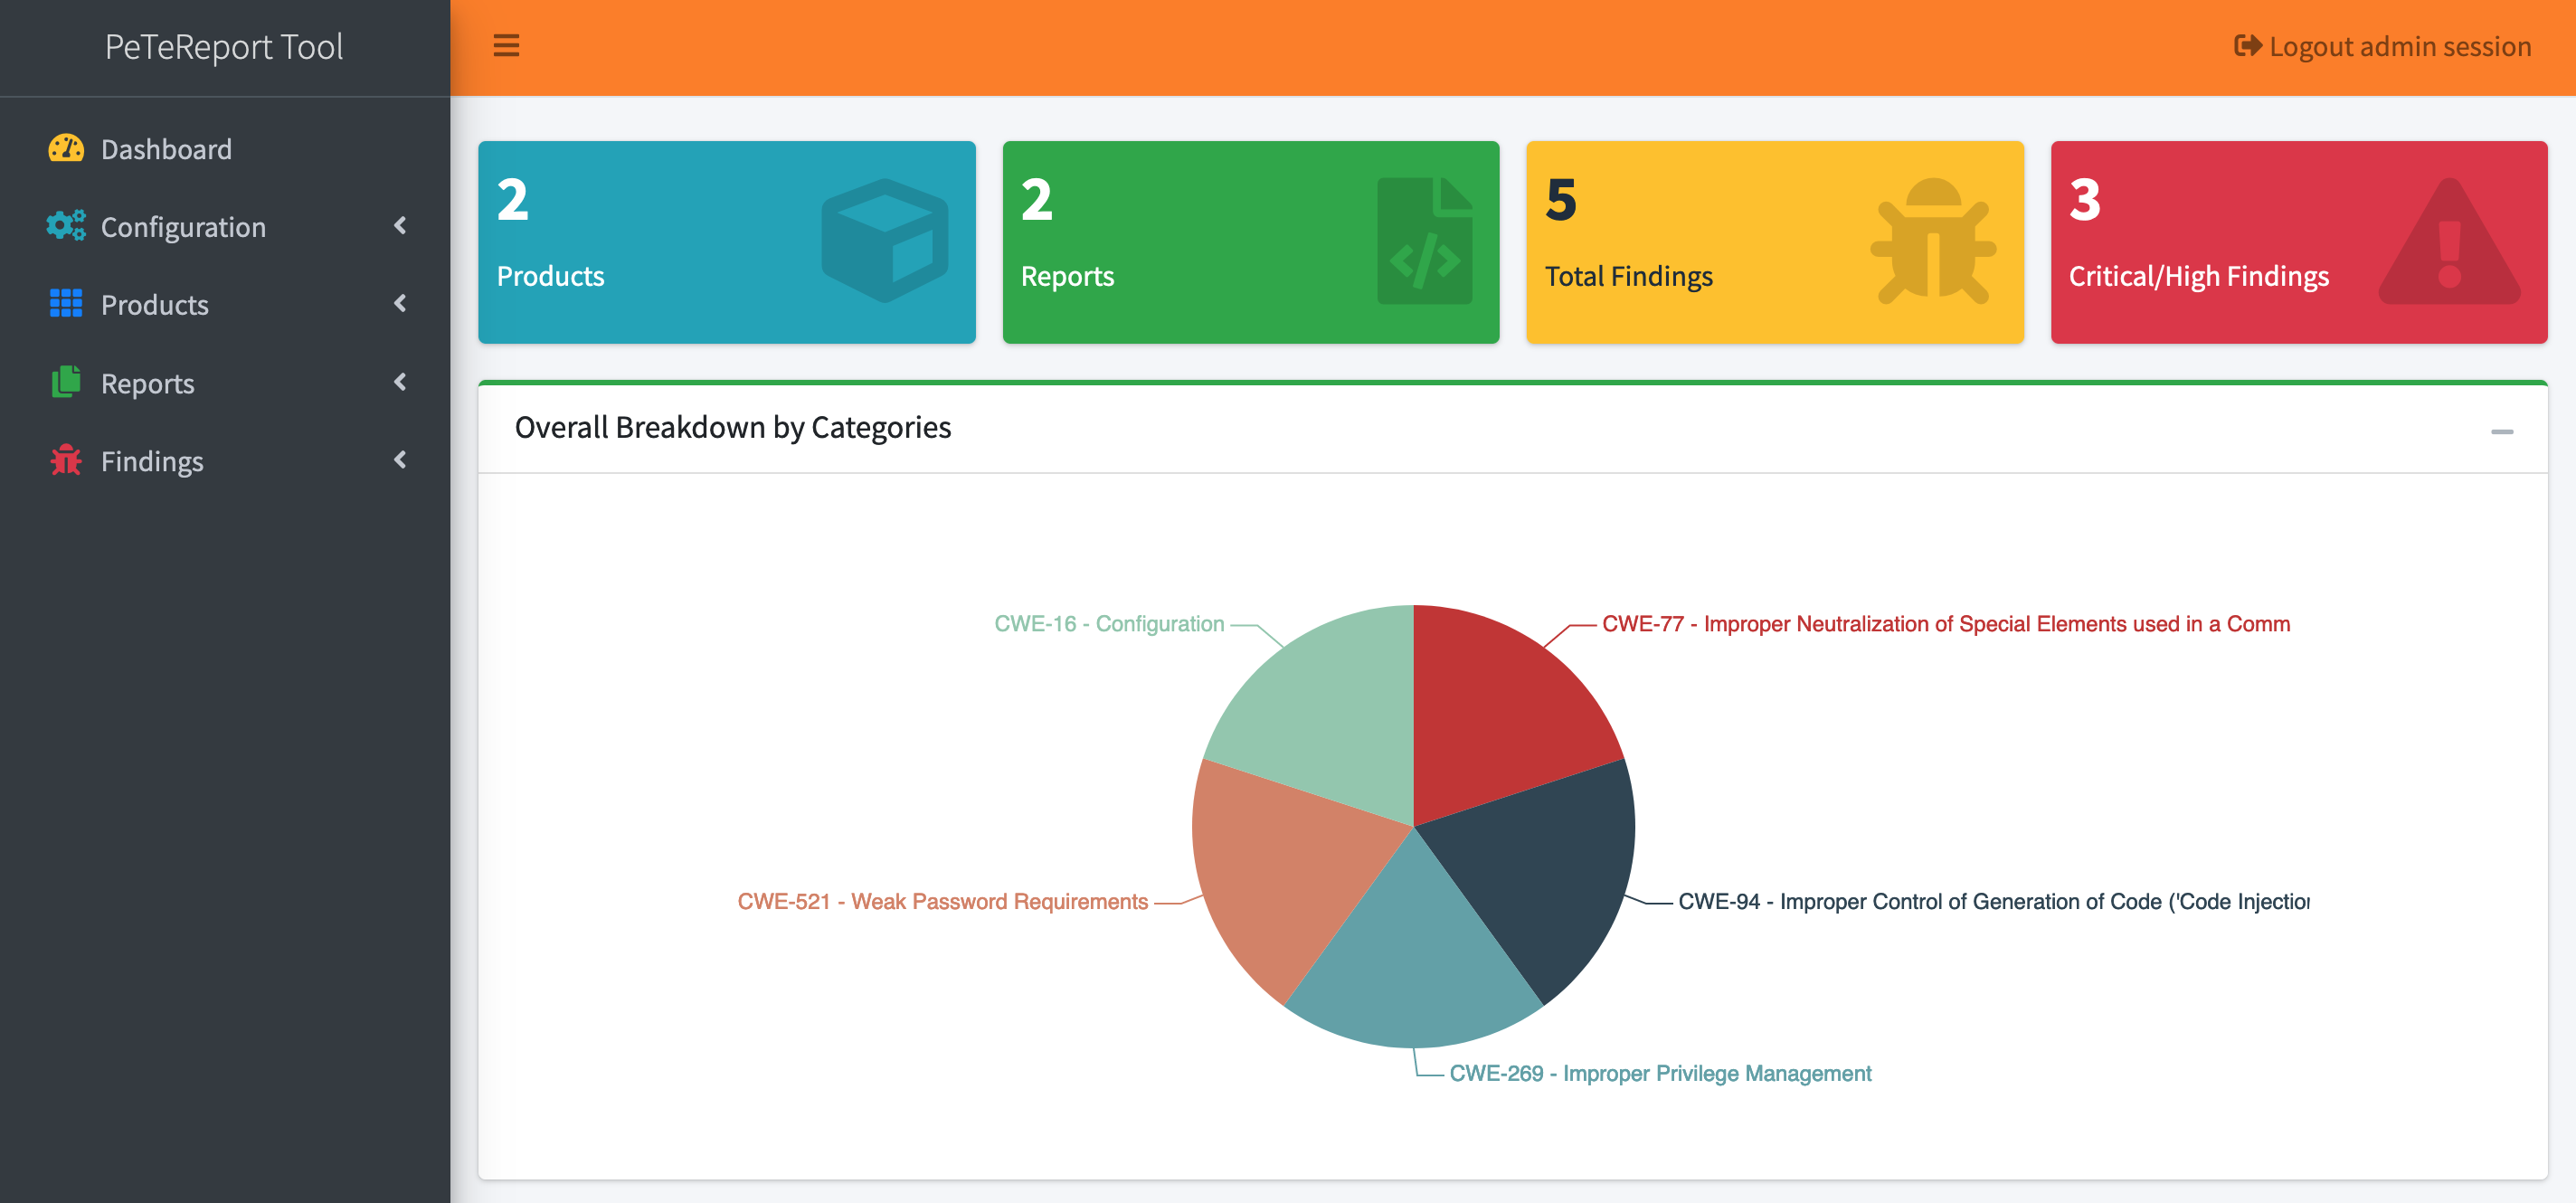 PeTeReport Tool
Logout admin session
Dashboard
Configuration
Products
Reports
Findings
2
Products
2
Reports
5
Total Findings
3
Critical/High Findings
Overall Breakdown by Categories
CWE-16 - Configuration
CWE-77 - Improper Neutralization of Special Elements used in a Comm
CWE-521 - Weak Password Requirements
CWE-94 - Improper Control of Generation of Code ('Code Injection
CWE-269 - Improper Privilege Management